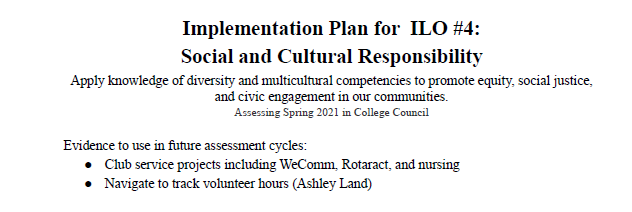 Implementation Plan for ILO #4:
Social and Cultural Responsibility
Apply knowledge of diversity and multicultural competencies to promote equity, social justice,
and civic engagement in our communities.
Assessing Spring 2021 in College Council
Evidence to use in future assessment cycles:
● Club service projects including WeComm, Rotaract, and nursing
● Navigate to track volunteer hours (Ashley Land)